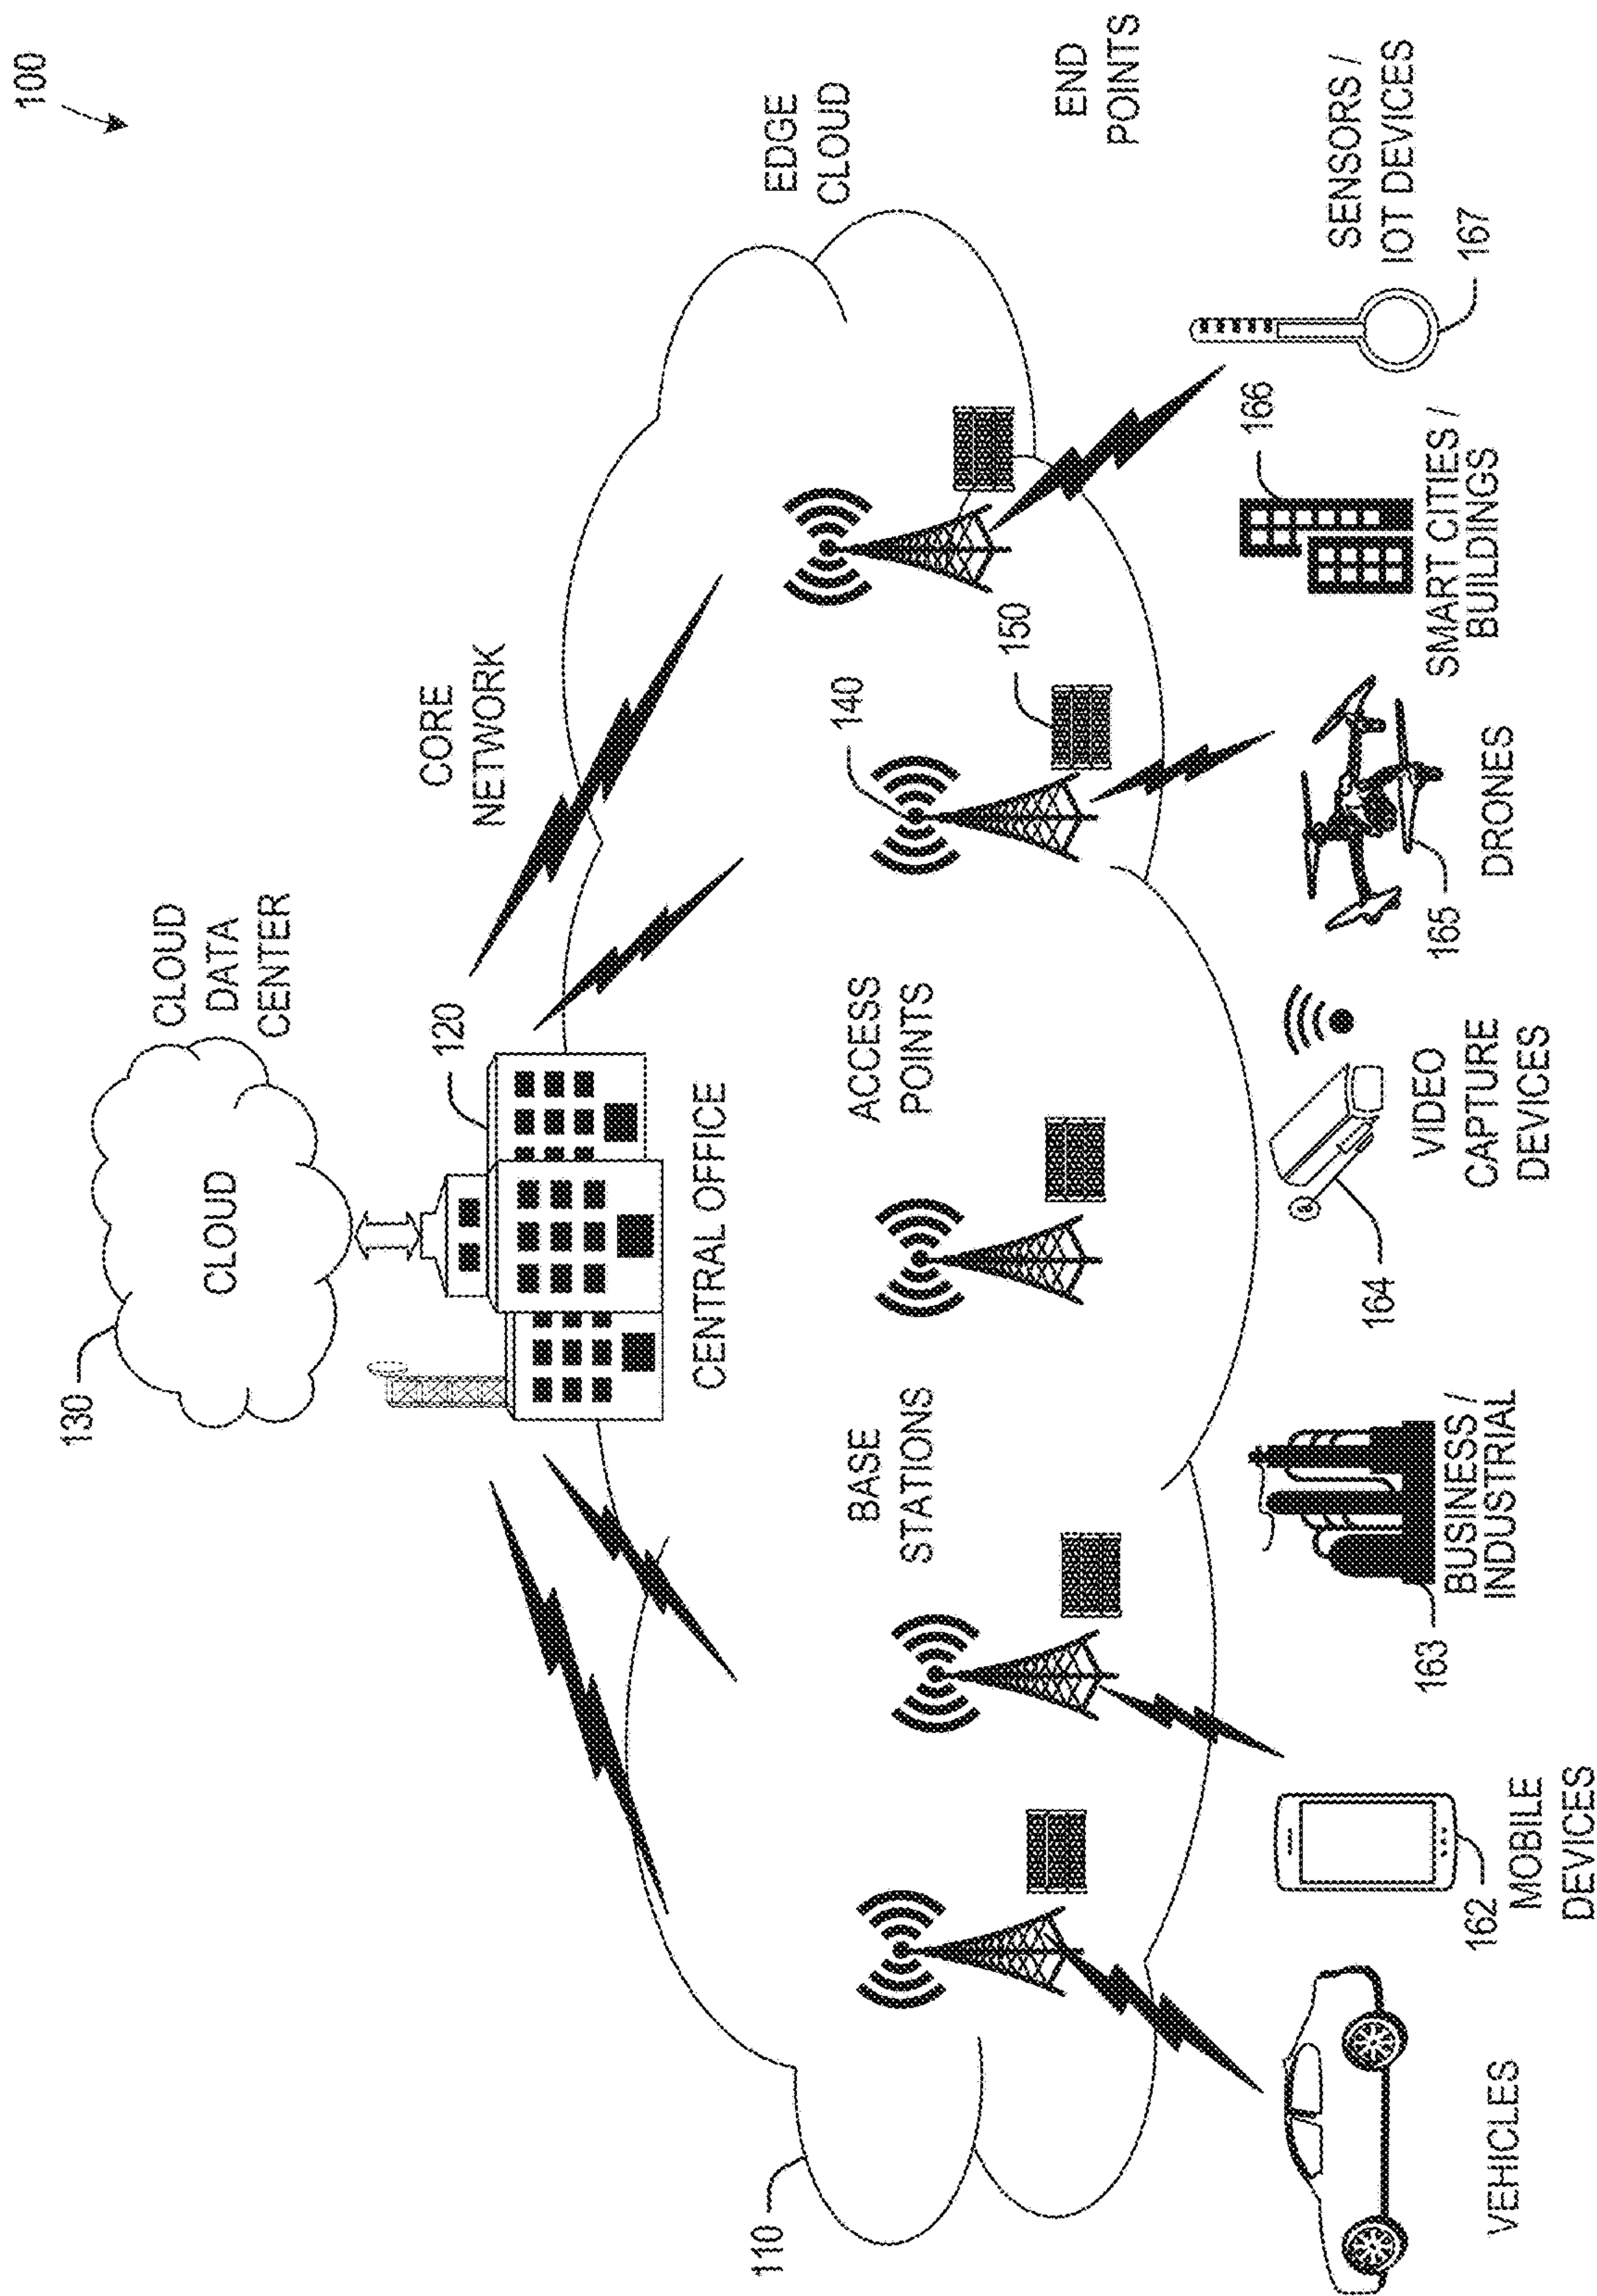 100
CLOUD
DATA
CENTER
130
CLOUD
120
CORE
NETWORK
CENTRAL OFFICE
EDGE
CLOUD
110
BASE
STATIONS
ACCESS
POINTS
140
150
END
POINTS
VEHICLES
162
MOBILE
DEVICES
163
BUSINESS /
INDUSTRIAL
164
VIDEO
CAPTURE
DEVICES
165
DRONES
166
SMART CITIES /
BUILDINGS
SENSORS /
IOT DEVICES
167